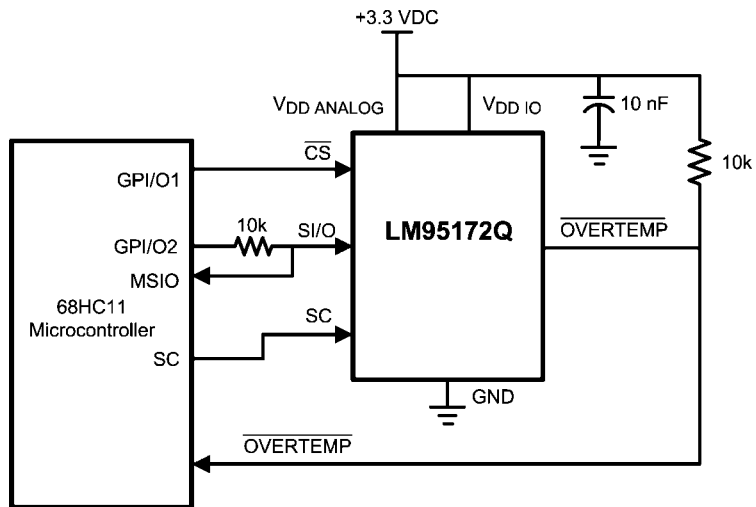 +3.3 VDC
VDD ANALOG
VDD IO
10 nF
10k
CS
GPI/O1
10k
SI/O
GPI/O2
MSIO
LM95172Q
OVERTEMP
68HC11
Microcontroller
SC
SC
GND
OVERTEMP